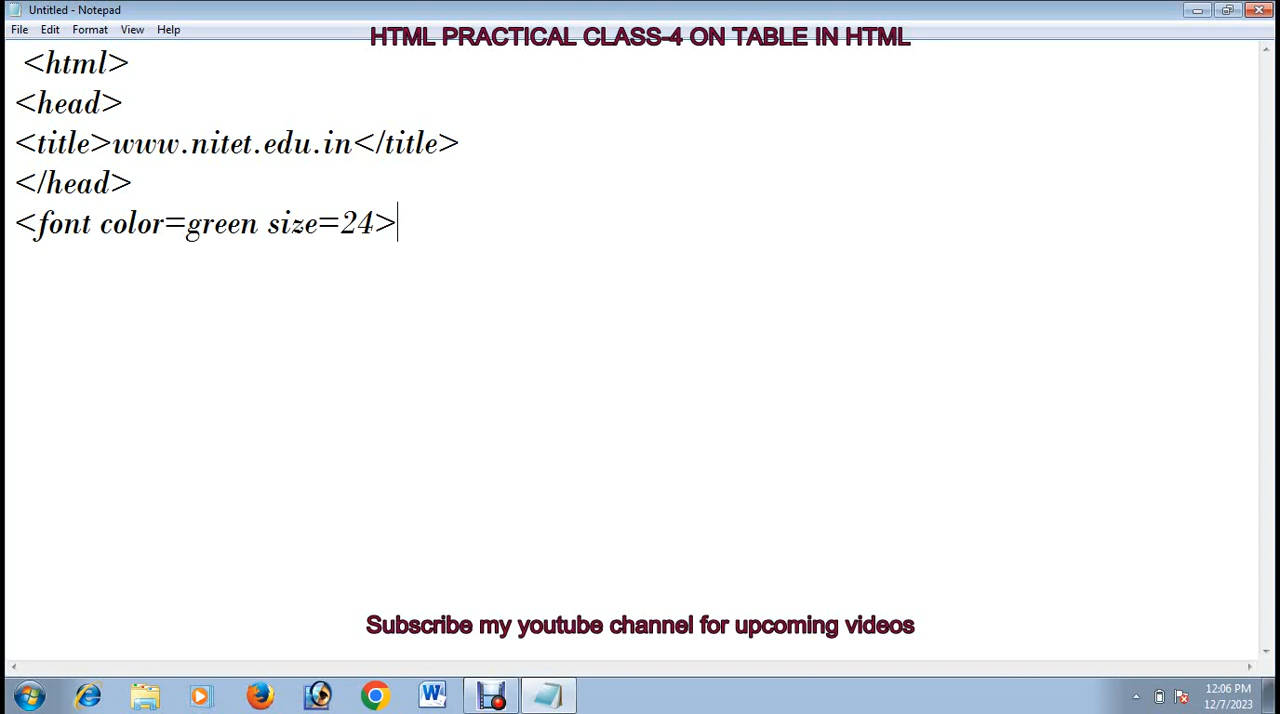 Untitled - Notepad
File Edit Format View Help
HTML PRACTICAL CLASS-4 ON TABLE IN HTML
<html>
<head>
<title>www.nitet.edu.in</title>
</head>
<font color=green size=24>
Subscribe my youtube channel for upcoming videos
12:06 PM
12/7/2023